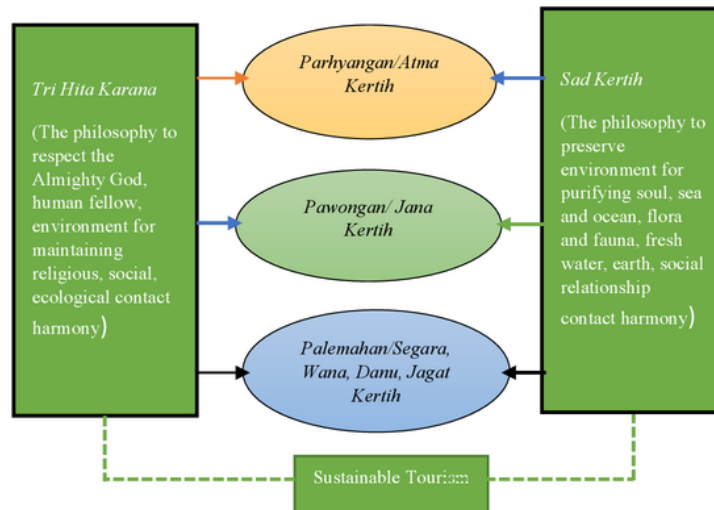 Tri Hita Karana
(The philosophy to
respect the
Almighty God,
human fellow,
environment for
maintaining
religious, social,
ecological contact
harmony)
Parhyangan/Atma
Kertih
Pawongan/ Jana
Kertih
Palemahan/Segara,
Wana, Danu, Jagat
Kertih
Sad Kertih
(The philosophy to
preserve
environment for
purifying soul, sea
and ocean, flora
and fauna, fresh
water, earth, social
relationship
contact harmony)
Sustainable Tourism